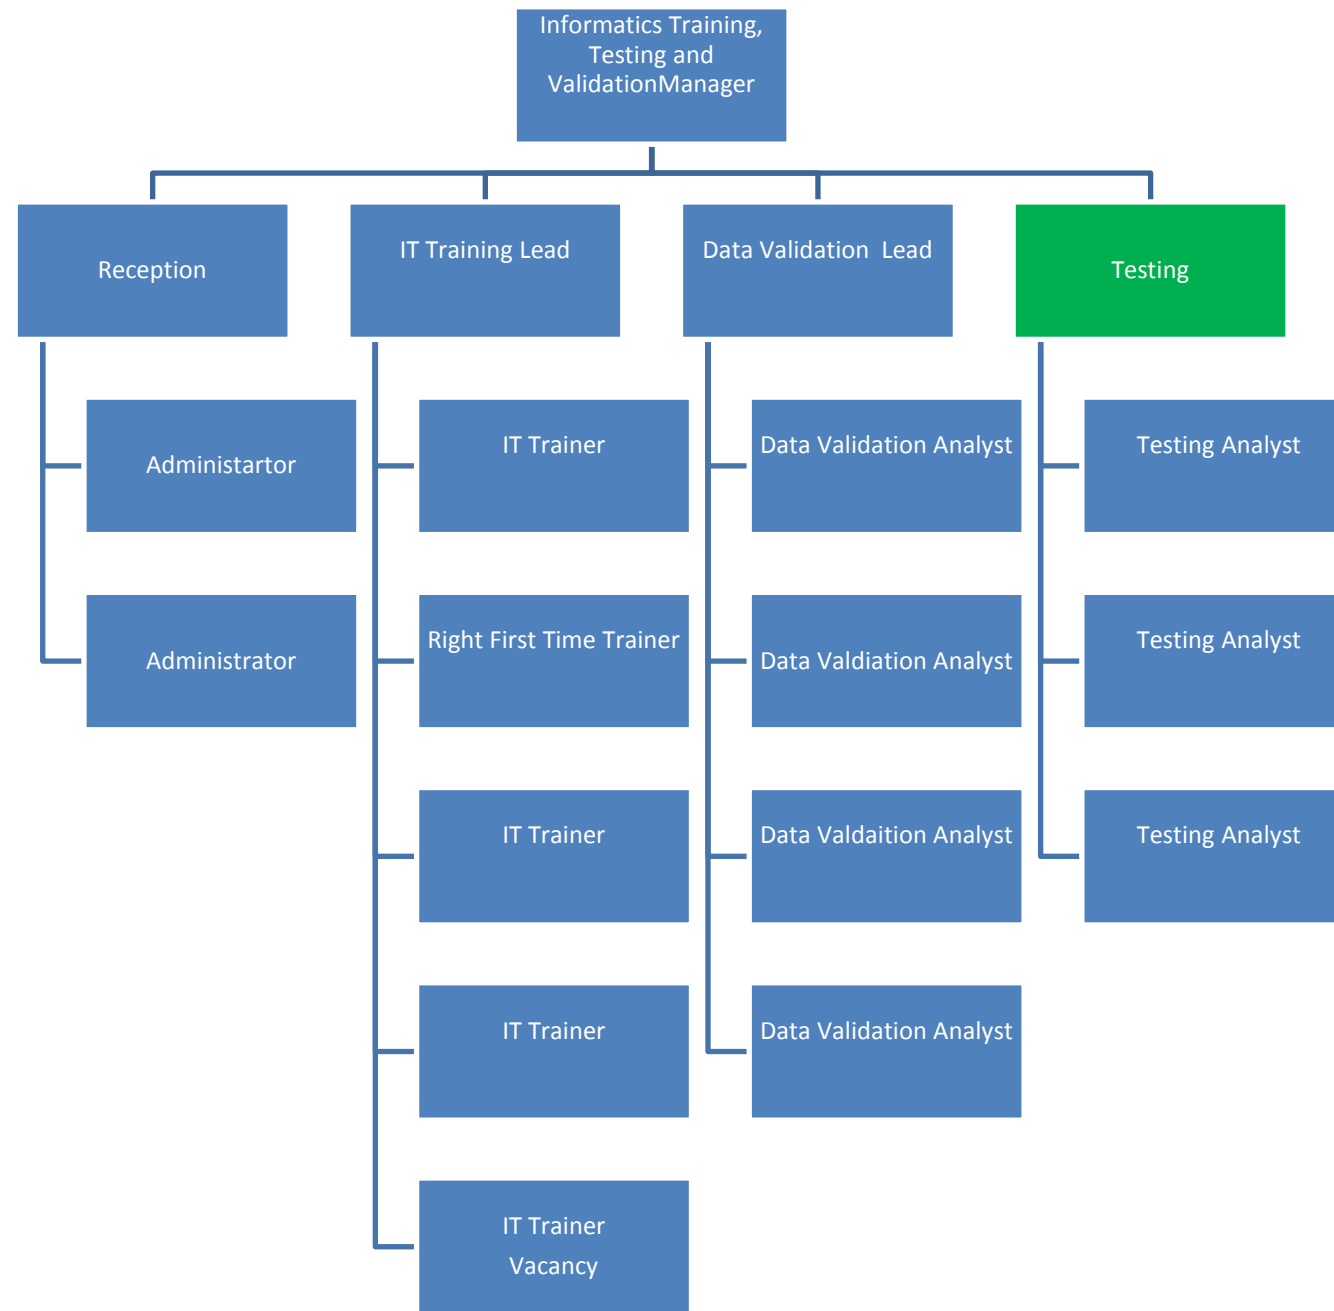 Informatics Training,
Testing and
ValidationManager
Reception
IT Training Lead
Data Validation  Lead
Testing
Administartor
IT Trainer
Data Validation Analyst
Testing Analyst
Administrator
Right First Time Trainer
Data Valdiation Analyst
Testing Analyst
IT Trainer
Data Valdaition Analyst
Testing Analyst
IT Trainer
Data Validation Analyst
IT Trainer
Vacancy